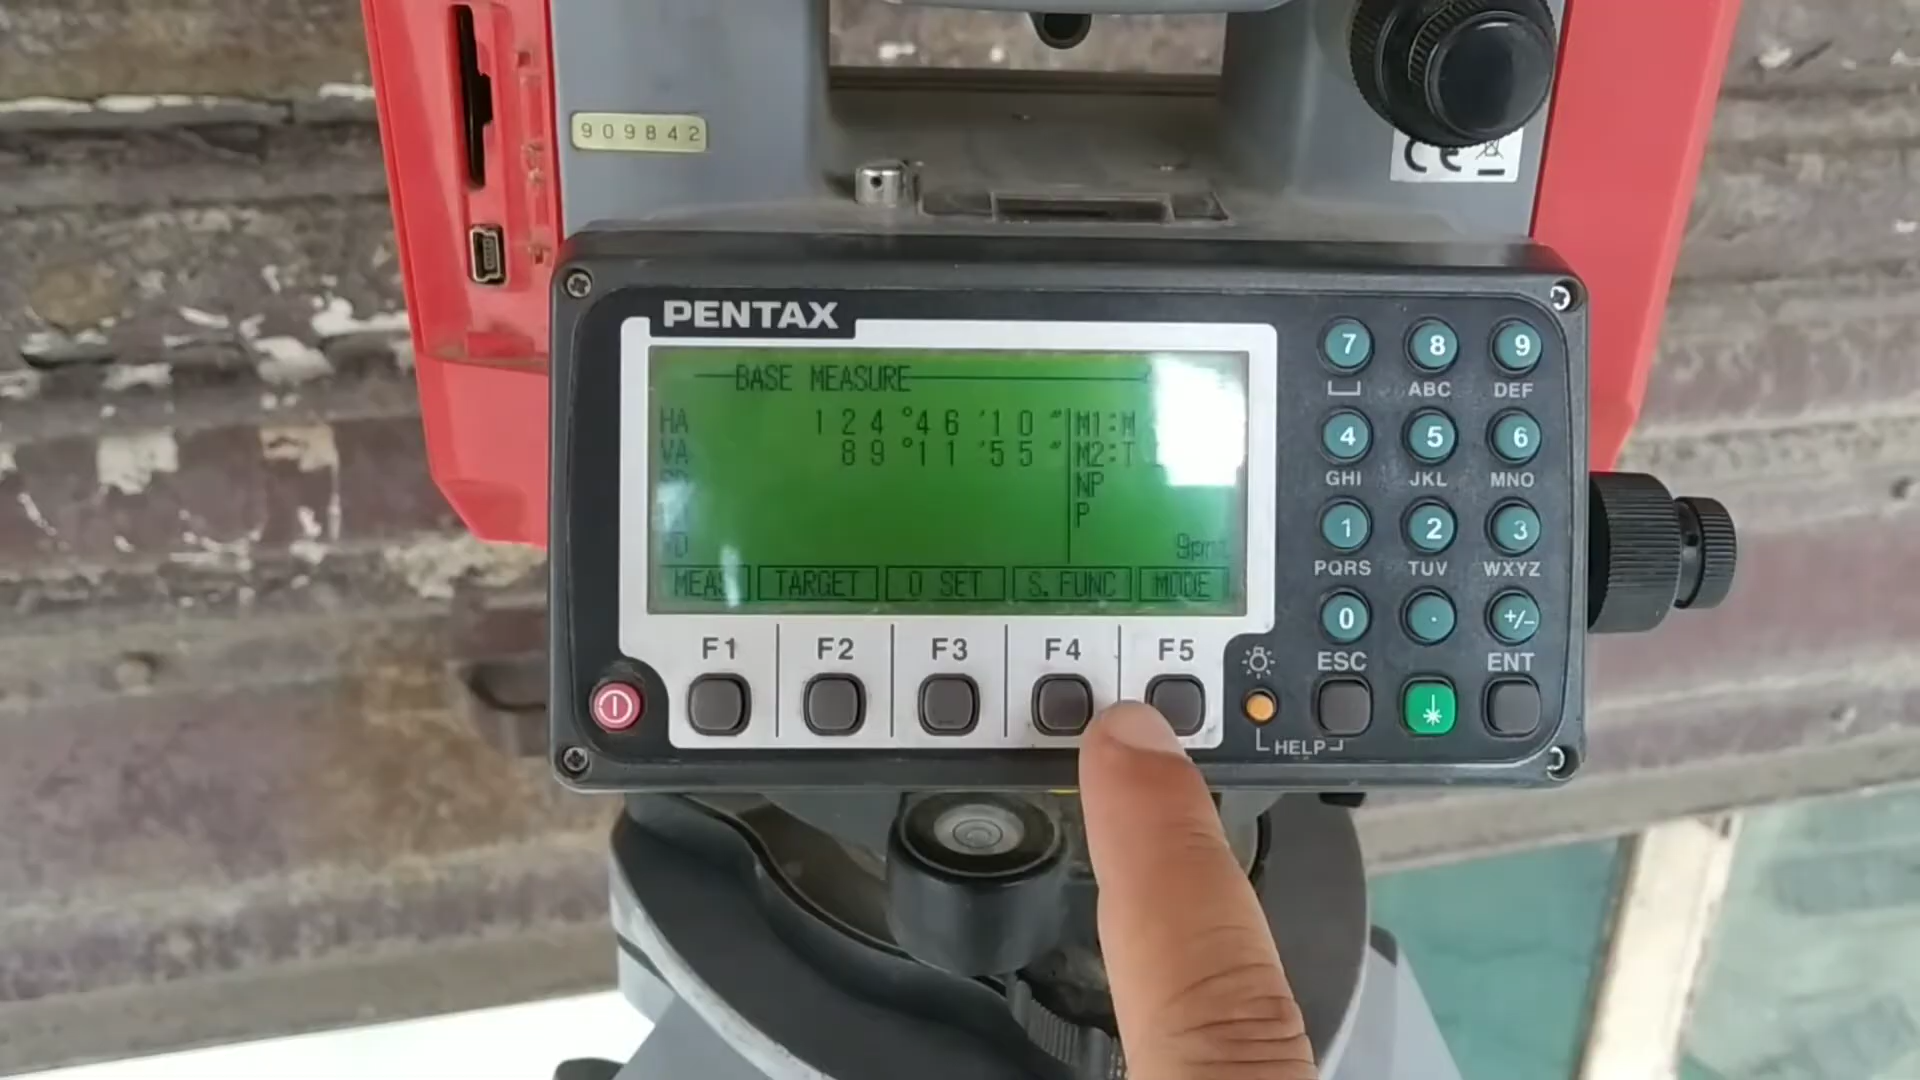 909842
CE
PENTAX
BASE MEASURE
HA 124°46'10" M1:M
VA 89°11'55" M2:T
NP
P
9pm
MEAS TARGET 0 SET S.FUNC MODE
F1 F2 F3 F4 F5
7 8 9
ABC DEF
4 5 6
GHI JKL MNO
1 2 3
PQRS TUV WXYZ
0 . +/-
ESC ENT
HELP